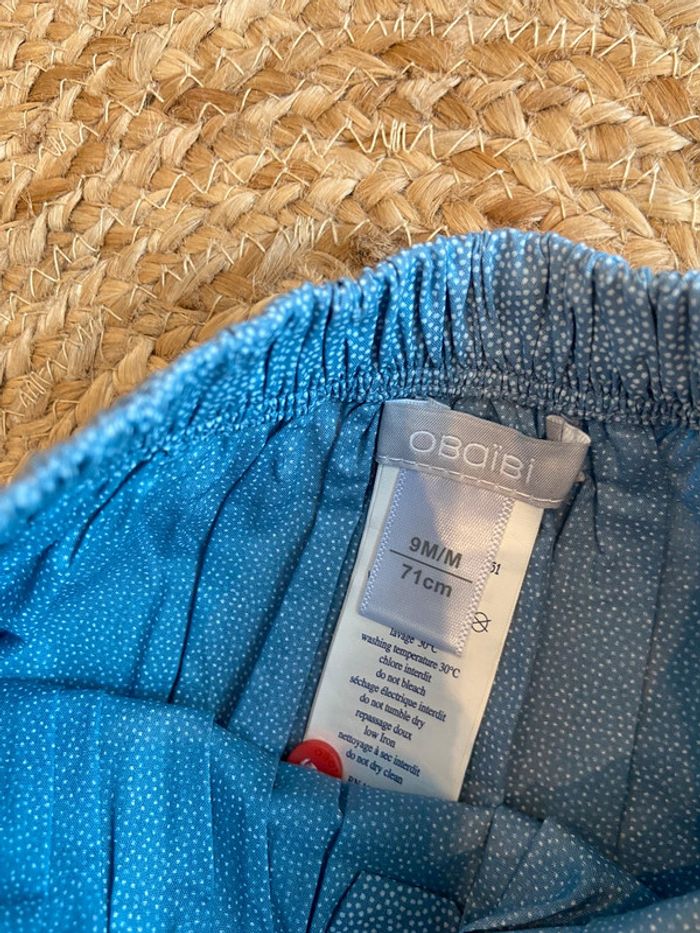 OBaïBi
9M/M
71cm
51
lavage 30°C
washing temperature 30°C
chlore interdit
do not bleach
séchage électrique interdit
do not tumble dry
repassage doux
low Iron
nettoyage à sec interdit
do not dry clean